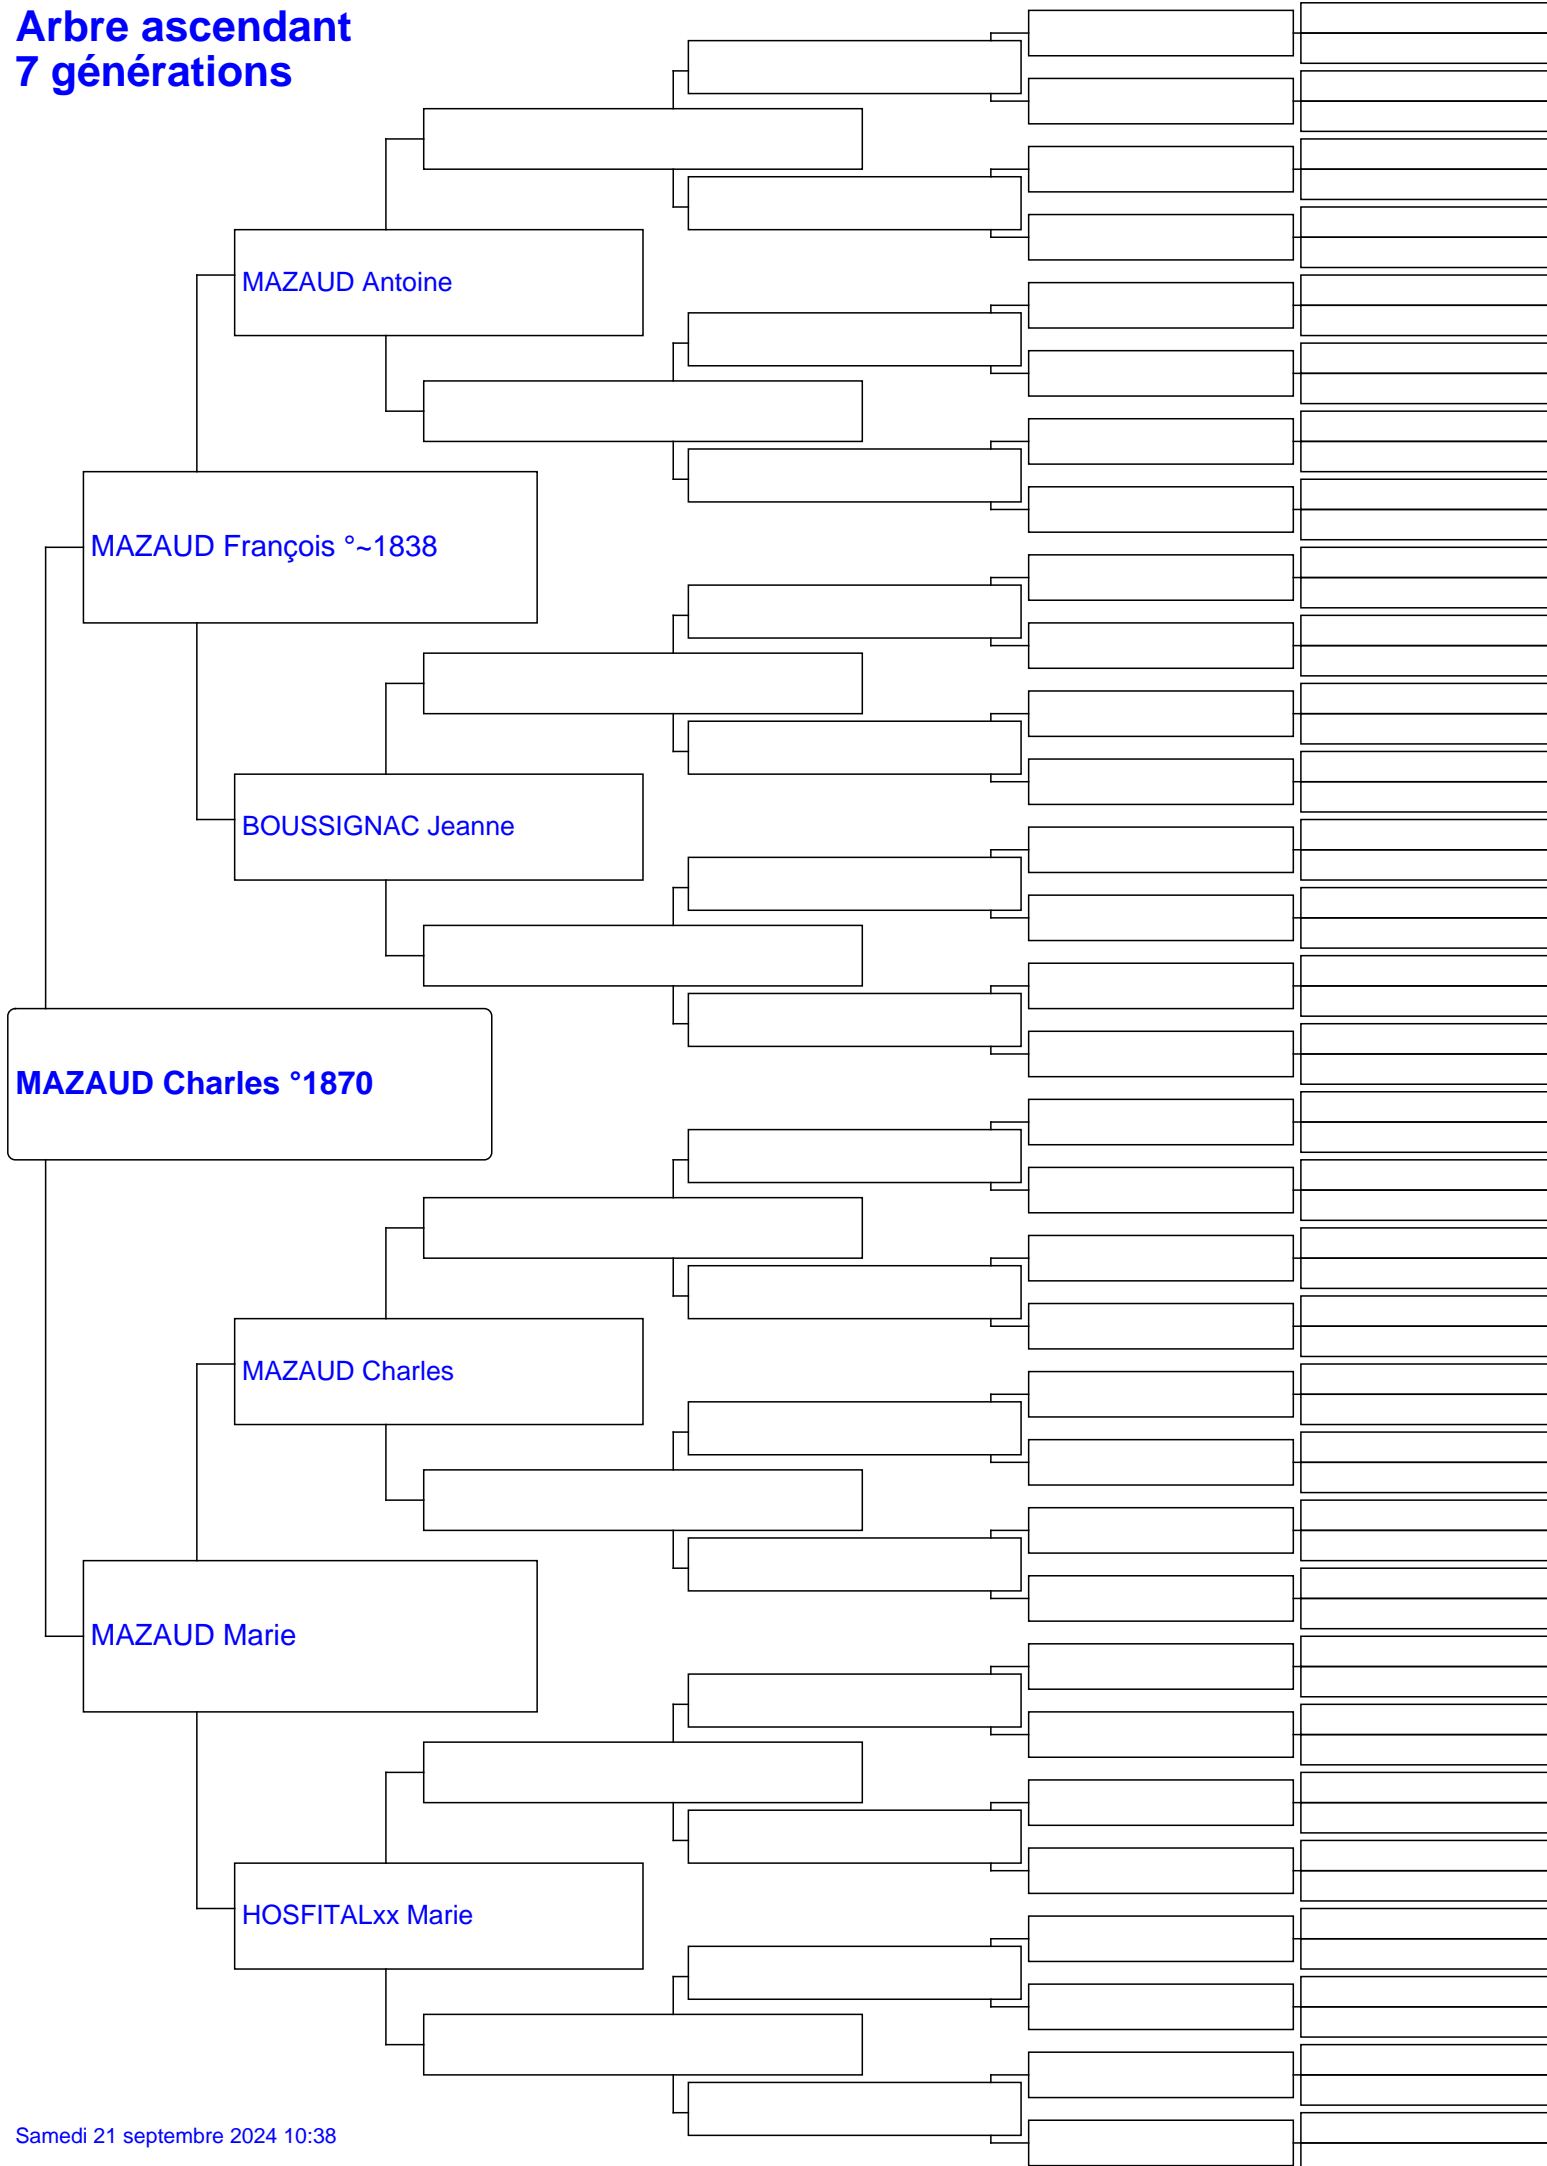 Arbre ascendant
7 générations
MAZAUD Antoine
MAZAUD François °~1838
BOUSSIGNAC Jeanne
MAZAUD Charles °1870
MAZAUD Charles
MAZAUD Marie
HOSFITALxx Marie
Samedi 21 septembre 2024 10:38